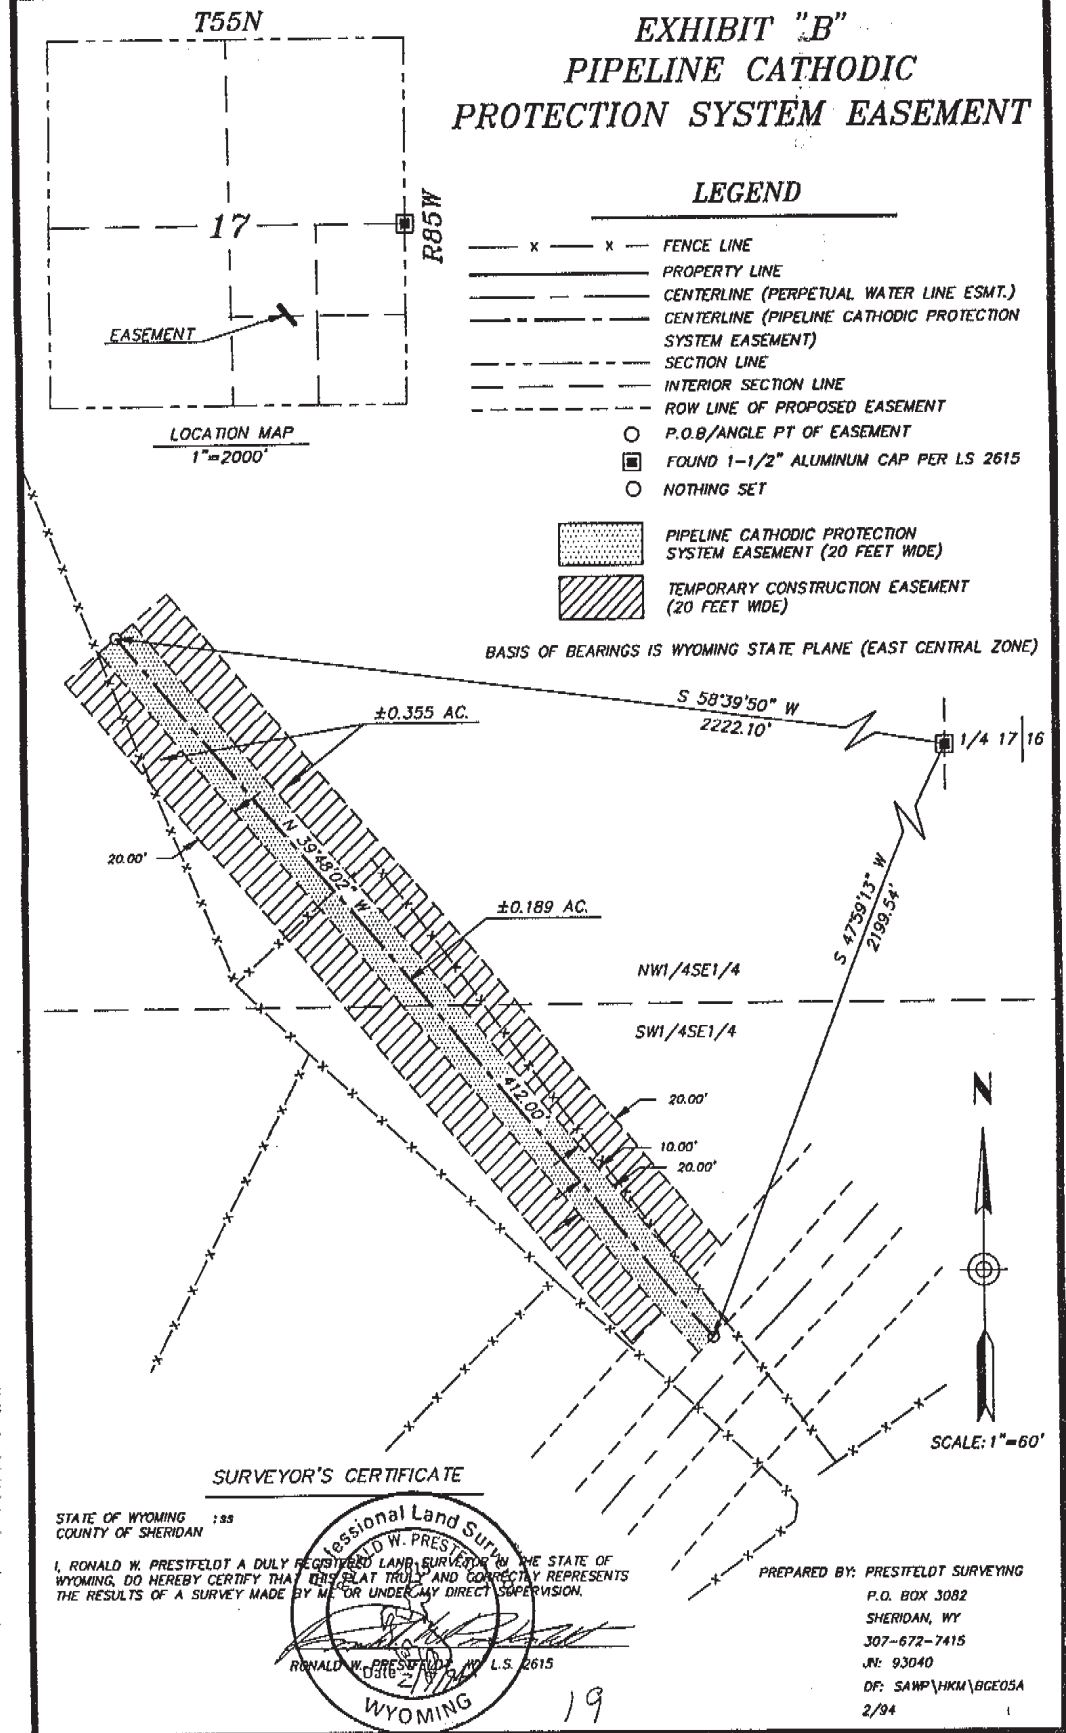 T55N
EXHIBIT "B"
PIPELINE CATHODIC
PROTECTION SYSTEM EASEMENT
17
R85W
EASEMENT
LOCATION MAP
1"=2000'
LEGEND
FENCE LINE
PROPERTY LINE
CENTERLINE (PERPETUAL WATER LINE ESMT.)
CENTERLINE (PIPELINE CATHODIC PROTECTION
SYSTEM EASEMENT)
SECTION LINE
INTERIOR SECTION LINE
ROW LINE OF PROPOSED EASEMENT
P.O.B/ANGLE PT OF EASEMENT
FOUND 1-1/2" ALUMINUM CAP PER LS 2615
NOTHING SET
PIPELINE CATHODIC PROTECTION
SYSTEM EASEMENT (20 FEET WIDE)
TEMPORARY CONSTRUCTION EASEMENT
(20 FEET WIDE)
BASIS OF BEARINGS IS WYOMING STATE PLANE (EAST CENTRAL ZONE)
S 58°39'50" W
2222.10'
1/4 17 16
±0.355 AC.
20.00'
N 39°48'02" W
±0.189 AC.
S 47°59'13" W
2199.54'
NW1/4SE1/4
SW1/4SE1/4
412.00'
20.00'
10.00'
20.00'
N
SCALE: 1"=60'
SURVEYOR'S CERTIFICATE
STATE OF WYOMING :ss
COUNTY OF SHERIDAN
I, RONALD W. PRESTFELDT A DULY REGISTERED LAND SURVEYOR IN THE STATE OF
WYOMING, DO HEREBY CERTIFY THAT THIS PLAT TRULY AND CORRECTLY REPRESENTS
THE RESULTS OF A SURVEY MADE BY ME OR UNDER MY DIRECT SUPERVISION.
RONALD W. PRESTFELDT, WY L.S. 2615
Professional Land Surv
RONALD W. PRESTFE
Date
WYOMING
19
PREPARED BY: PRESTFELDT SURVEYING
P.O. BOX 3082
SHERIDAN, WY
307-672-7415
JN: 93040
DF: SAWP\HKM\BGE05A
2/94